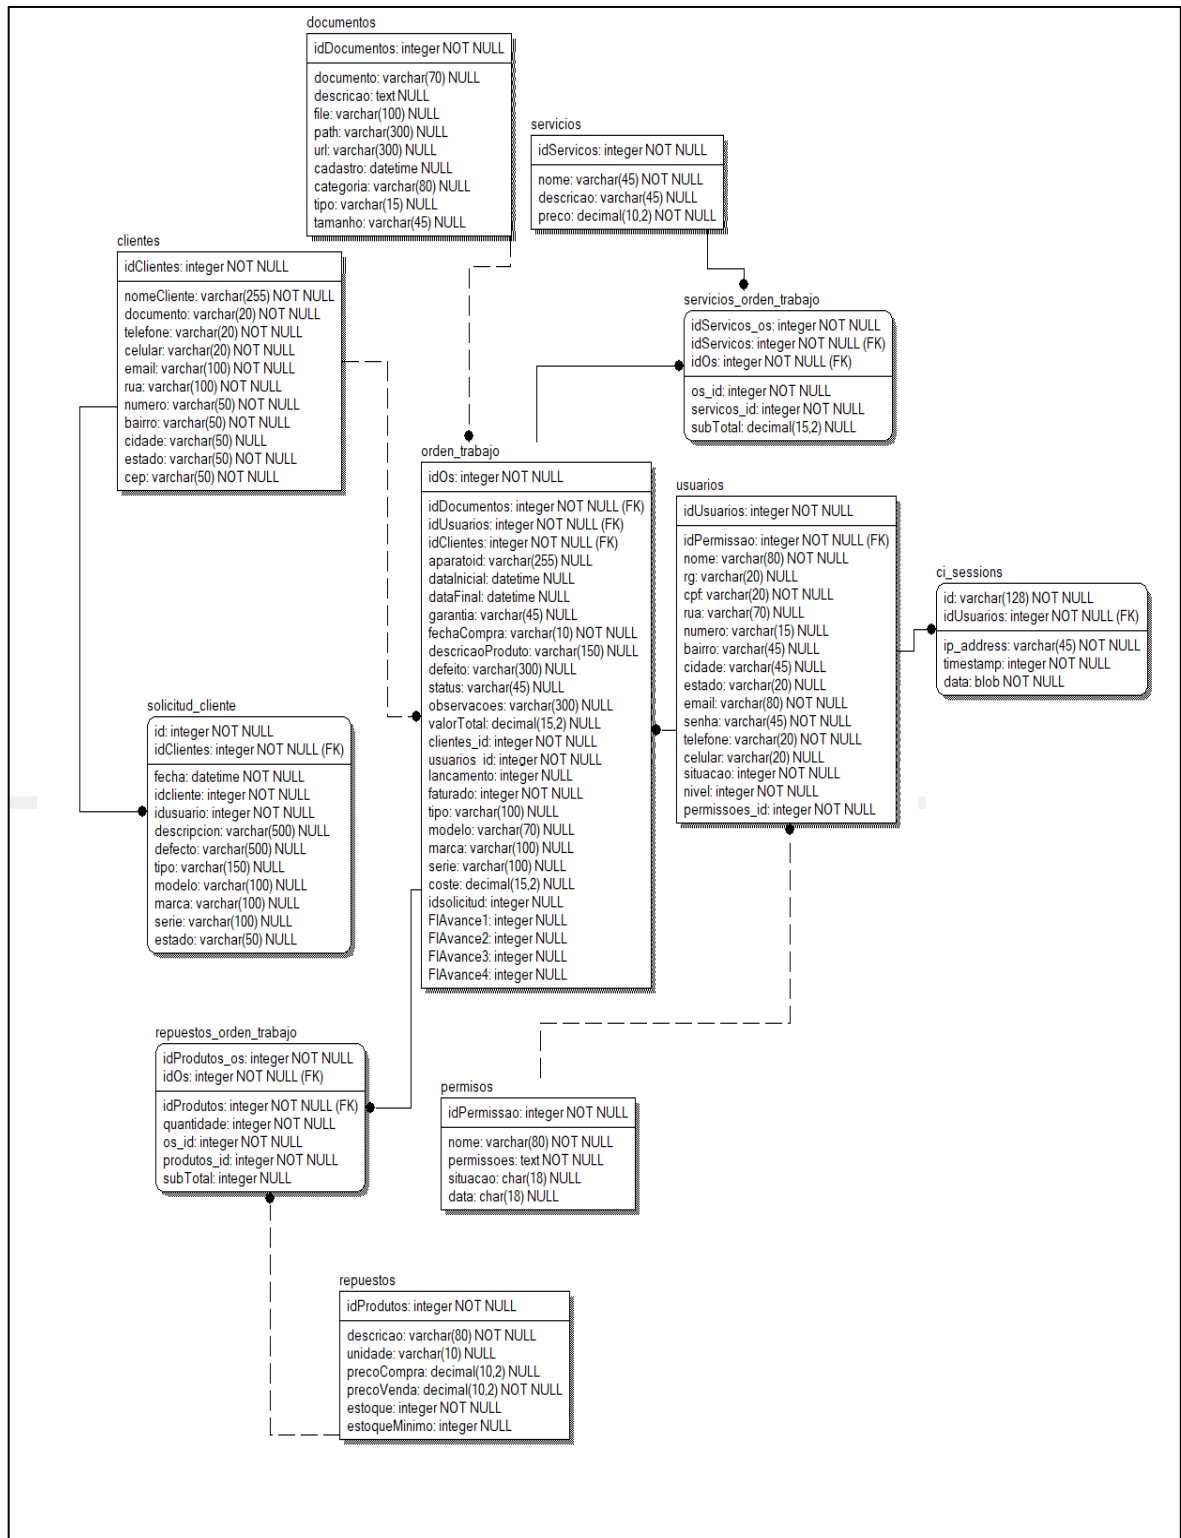 documentos
idDocumentos: integer NOT NULL
documento: varchar(70) NULL
descricao: text NULL
file: varchar(100) NULL
path: varchar(300) NULL
url: varchar(300) NULL
cadastro: datetime NULL
categoria: varchar(80) NULL
tipo: varchar(15) NULL
tamanho: varchar(45) NULL
servicios
idServicos: integer NOT NULL
nome: varchar(45) NOT NULL
descricao: varchar(45) NULL
preco: decimal(10,2) NOT NULL
clientes
idClientes: integer NOT NULL
nomeCliente: varchar(255) NOT NULL
documento: varchar(20) NOT NULL
telefone: varchar(20) NOT NULL
celular: varchar(20) NOT NULL
email: varchar(100) NOT NULL
rua: varchar(100) NOT NULL
numero: varchar(50) NOT NULL
bairro: varchar(50) NOT NULL
cidade: varchar(50) NULL
estado: varchar(50) NOT NULL
cep: varchar(50) NOT NULL
servicios_orden_trabajo
idServicos_os: integer NOT NULL
idServicos: integer NOT NULL (FK)
idOs: integer NOT NULL (FK)
os_id: integer NOT NULL
servicos_id: integer NOT NULL
subTotal: decimal(15,2) NULL
orden_trabajo
idOs: integer NOT NULL
idDocumentos: integer NOT NULL (FK)
idUsuarios: integer NOT NULL (FK)
idClientes: integer NOT NULL (FK)
aparatoid: varchar(255) NULL
dataInicial: datetime NULL
dataFinal: datetime NULL
garantia: varchar(45) NULL
fechaCompra: varchar(10) NOT NULL
descricaoProduto: varchar(150) NULL
defeito: varchar(300) NULL
status: varchar(45) NULL
observacoes: varchar(300) NULL
valorTotal: decimal(15,2) NULL
clientes_id: integer NOT NULL
usuarios_id: integer NOT NULL
lancamento: integer NULL
faturado: integer NOT NULL
tipo: varchar(100) NULL
modelo: varchar(70) NULL
marca: varchar(100) NULL
serie: varchar(100) NULL
coste: decimal(15,2) NULL
idsolicitud: integer NULL
FlAvance1: integer NULL
FlAvance2: integer NULL
FlAvance3: integer NULL
FlAvance4: integer NULL
usuarios
idUsuarios: integer NOT NULL
idPermissao: integer NOT NULL (FK)
nome: varchar(80) NOT NULL
rg: varchar(20) NULL
cpf: varchar(20) NOT NULL
rua: varchar(70) NULL
numero: varchar(15) NULL
bairro: varchar(45) NULL
cidade: varchar(45) NULL
estado: varchar(20) NULL
email: varchar(80) NOT NULL
senha: varchar(45) NOT NULL
telefone: varchar(20) NOT NULL
celular: varchar(20) NULL
situacao: integer NOT NULL
nivel: integer NOT NULL
permissoes_id: integer NOT NULL
ci_sessions
id: varchar(128) NOT NULL
idUsuarios: integer NOT NULL (FK)
ip_address: varchar(45) NOT NULL
timestamp: integer NOT NULL
data: blob NOT NULL
solicitud_cliente
id: integer NOT NULL
idClientes: integer NOT NULL (FK)
fecha: datetime NOT NULL
idcliente: integer NOT NULL
idusuario: integer NOT NULL
descripcion: varchar(500) NULL
defecto: varchar(500) NULL
tipo: varchar(150) NULL
modelo: varchar(100) NULL
marca: varchar(100) NULL
serie: varchar(100) NULL
estado: varchar(50) NULL
repuestos_orden_trabajo
idProdutos_os: integer NOT NULL
idOs: integer NOT NULL (FK)
idProdutos: integer NOT NULL (FK)
quantidade: integer NOT NULL
os_id: integer NOT NULL
produtos_id: integer NOT NULL
subTotal: integer NULL
permisos
idPermissao: integer NOT NULL
nome: varchar(80) NOT NULL
permissoes: text NOT NULL
situacao: char(18) NULL
data: char(18) NULL
repuestos
idProdutos: integer NOT NULL
descricao: varchar(80) NOT NULL
unidade: varchar(10) NULL
precoCompra: decimal(10,2) NULL
precoVenda: decimal(10,2) NOT NULL
estoque: integer NOT NULL
estoqueMinimo: integer NULL